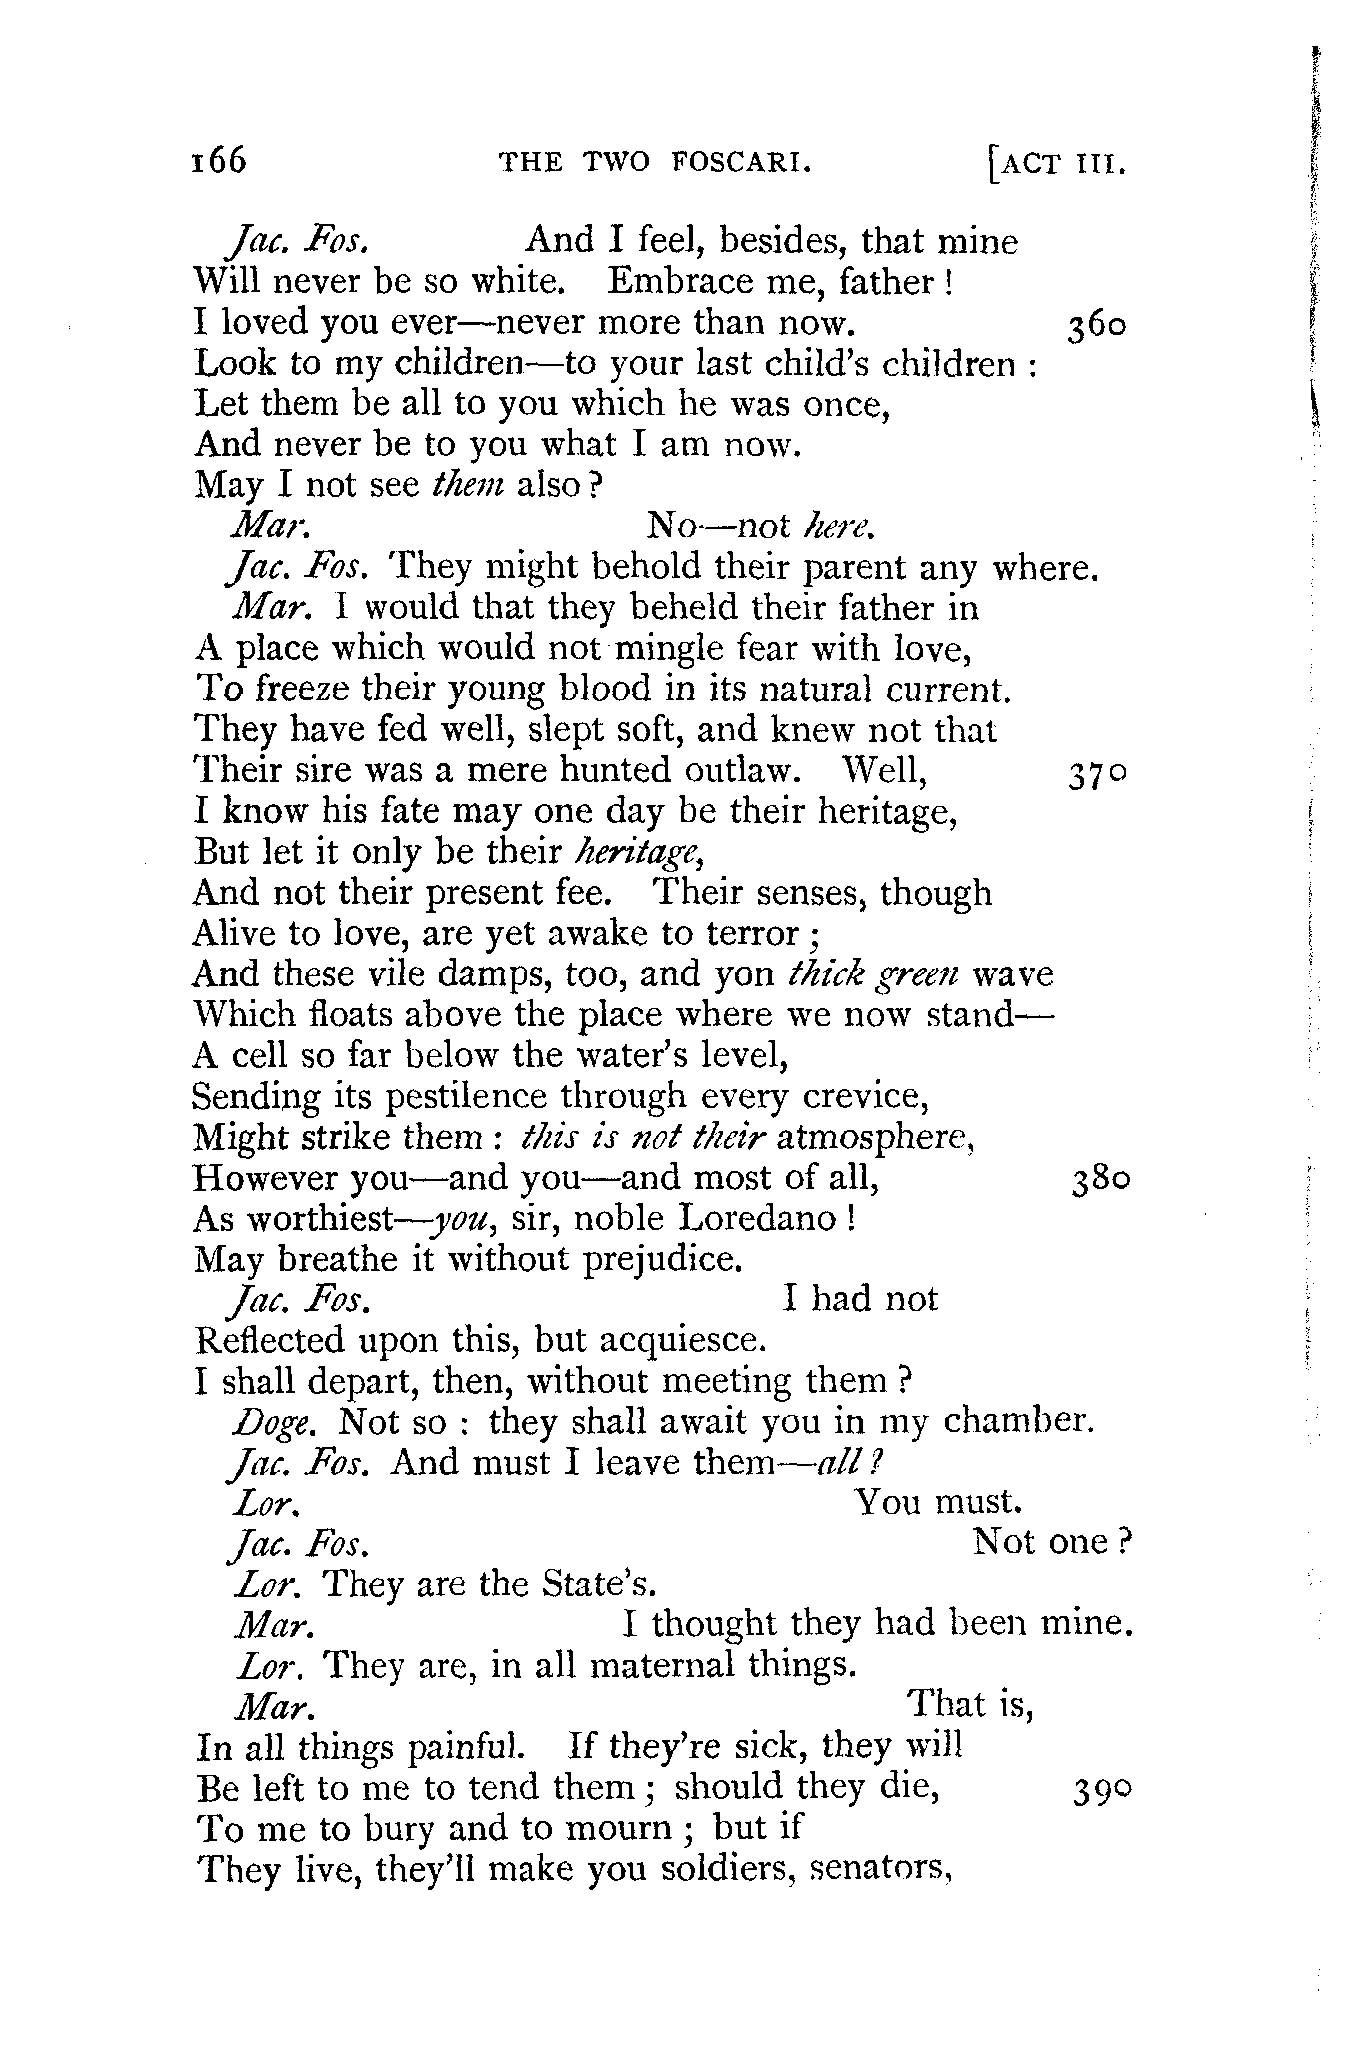 166 THE TWO FOSCARI. [ACT III.
Jac. Fos. And I feel, besides, that mine
Will never be so white. Embrace me, father!
I loved you ever—never more than now. 360
Look to my children—to your last child's children:
Let them be all to you which he was once,
And never be to you what I am now.
May I not see them also?
Mar. No—not here.
Jac. Fos. They might behold their parent any where.
Mar. I would that they beheld their father in
A place which would not mingle fear with love,
To freeze their young blood in its natural current.
They have fed well, slept soft, and knew not that
Their sire was a mere hunted outlaw. Well, 370
I know his fate may one day be their heritage,
But let it only be their heritage,
And not their present fee. Their senses, though
Alive to love, are yet awake to terror;
And these vile damps, too, and yon thick green wave
Which floats above the place where we now stand—
A cell so far below the water's level,
Sending its pestilence through every crevice,
Might strike them: this is not their atmosphere,
However you—and you—and most of all, 380
As worthiest—you, sir, noble Loredano!
May breathe it without prejudice.
Jac. Fos. I had not
Reflected upon this, but acquiesce.
I shall depart, then, without meeting them?
Doge. Not so: they shall await you in my chamber.
Jac. Fos. And must I leave them—all?
Lor. You must.
Jac. Fos. Not one?
Lor. They are the State's.
Mar. I thought they had been mine.
Lor. They are, in all maternal things.
Mar. That is,
In all things painful. If they're sick, they will
Be left to me to tend them; should they die, 390
To me to bury and to mourn; but if
They live, they'll make you soldiers, senators,